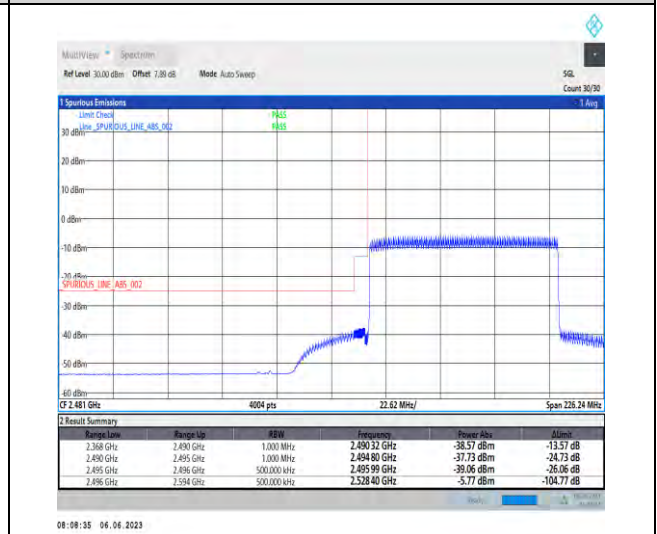 MultiView Spectrum
Ref Level 30.00 dBm Offset 7.89 dB Mode Auto Sweep SGL
Count 30/30
1 Spurious Emissions 1 Avg
Limit Check PASS
Line _SPURIOUS_LINE_ABS_002 PASS
30 dBm
20 dBm
10 dBm
0 dBm
-10 dBm
-20 dBm
SPURIOUS_LINE_ABS_002
-30 dBm
-40 dBm
-50 dBm
-60 dBm
CF 2.481 GHz 4004 pts 22.62 MHz/ Span 226.24 MHz
2 Result Summary
Range Low Range Up RBW Frequency Power Abs ΔLimit
2.368 GHz 2.490 GHz 1.000 MHz 2.490 32 GHz -38.57 dBm -13.57 dB
2.490 GHz 2.495 GHz 1.000 MHz 2.494 80 GHz -37.73 dBm -24.73 dB
2.495 GHz 2.496 GHz 500.000 kHz 2.495 99 GHz -39.06 dBm -26.06 dB
2.496 GHz 2.594 GHz 500.000 kHz 2.528 40 GHz -5.77 dBm -104.77 dB
08:08:35 06.06.2023